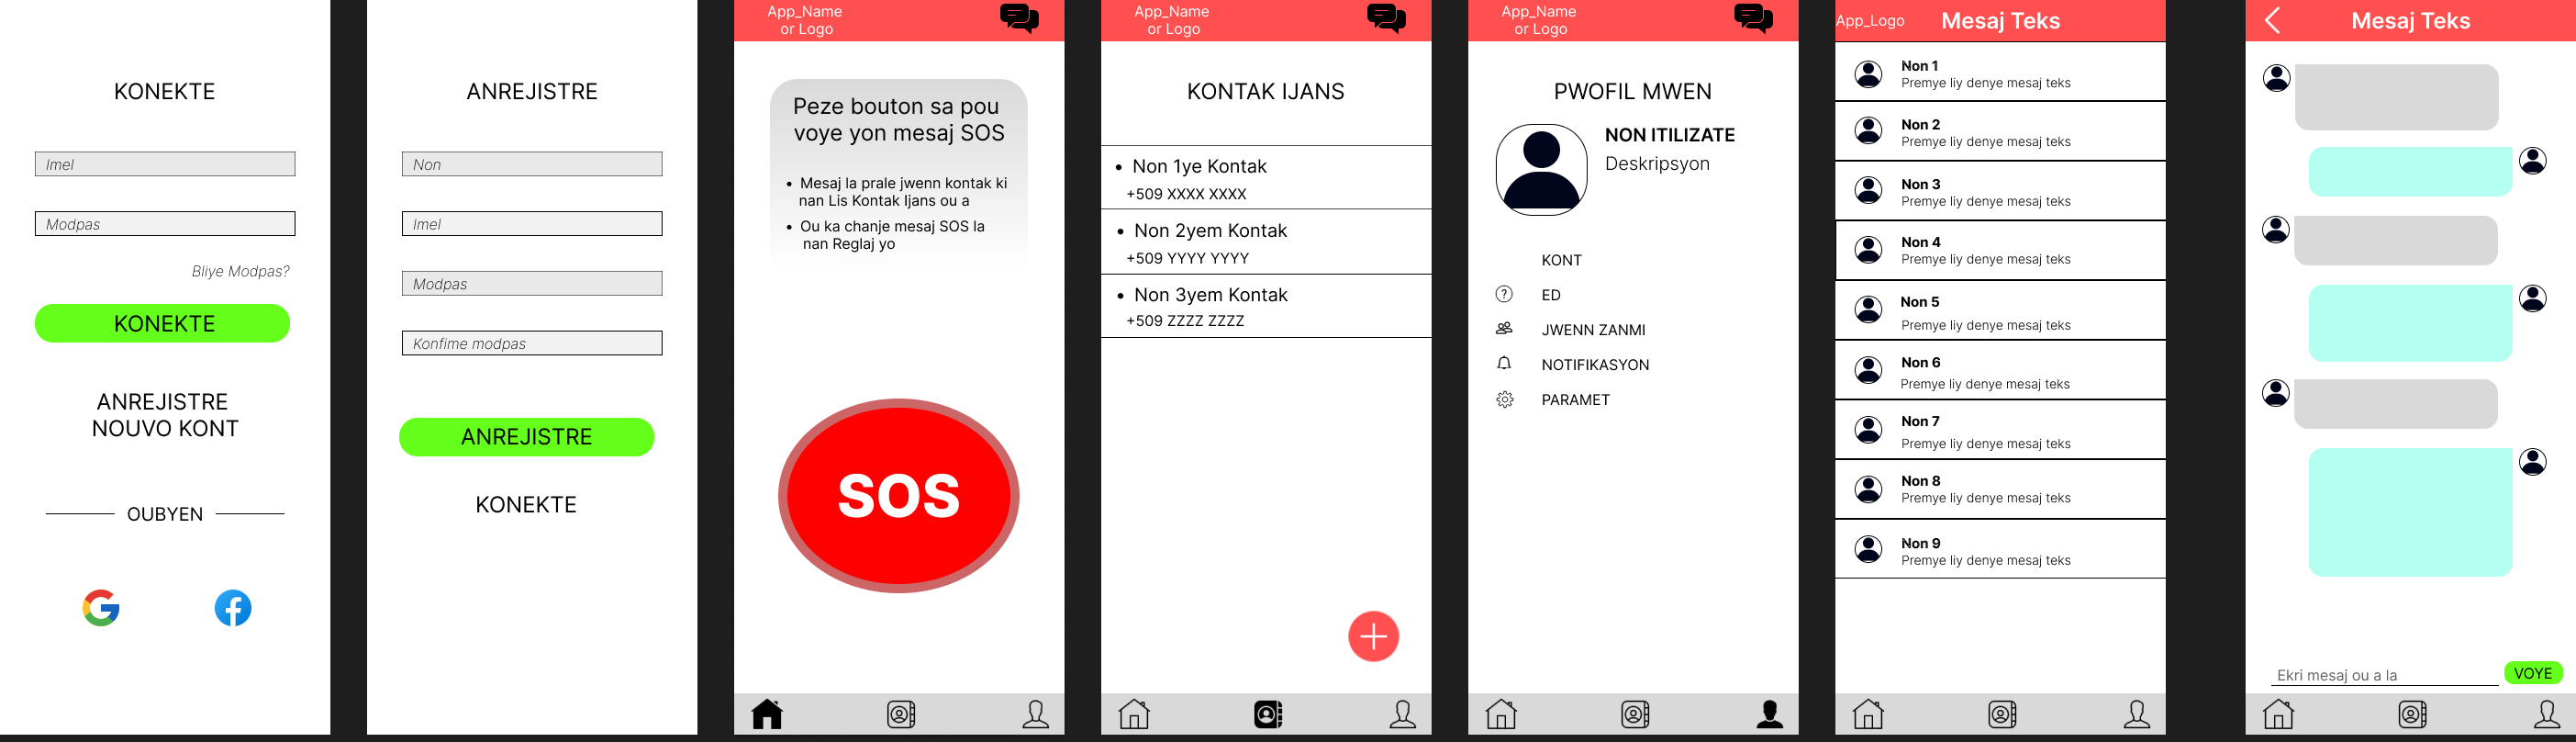 KONEKTE
Imel
Modpas
Bliye Modpas?
KONEKTE
ANREJISTRE
NOUVO KONT
OUBYEN
ANREJISTRE
Non
Imel
Modpas
Konfime modpas
ANREJISTRE
KONEKTE
App_Name
or Logo
Peze bouton sa pou
voye yon mesaj SOS
• Mesaj la prale jwenn kontak ki
nan Lis Kontak Ijans ou a
• Ou ka chanje mesaj SOS la
nan Reglaj yo
SOS
App_Name
or Logo
KONTAK IJANS
• Non 1ye Kontak
+509 XXXX XXXX
• Non 2yem Kontak
+509 YYYY YYYY
• Non 3yem Kontak
+509 ZZZZ ZZZZ
App_Name
or Logo
PWOFIL MWEN
NON ITILIZATE
Deskripsyon
KONT
ED
JWENN ZANMI
NOTIFIKASYON
PARAMET
App_Logo Mesaj Teks
Non 1
Premye liy denye mesaj teks
Non 2
Premye liy denye mesaj teks
Non 3
Premye liy denye mesaj teks
Non 4
Premye liy denye mesaj teks
Non 5
Premye liy denye mesaj teks
Non 6
Premye liy denye mesaj teks
Non 7
Premye liy denye mesaj teks
Non 8
Premye liy denye mesaj teks
Non 9
Premye liy denye mesaj teks
Mesaj Teks
Ekri mesaj ou a la
VOYE